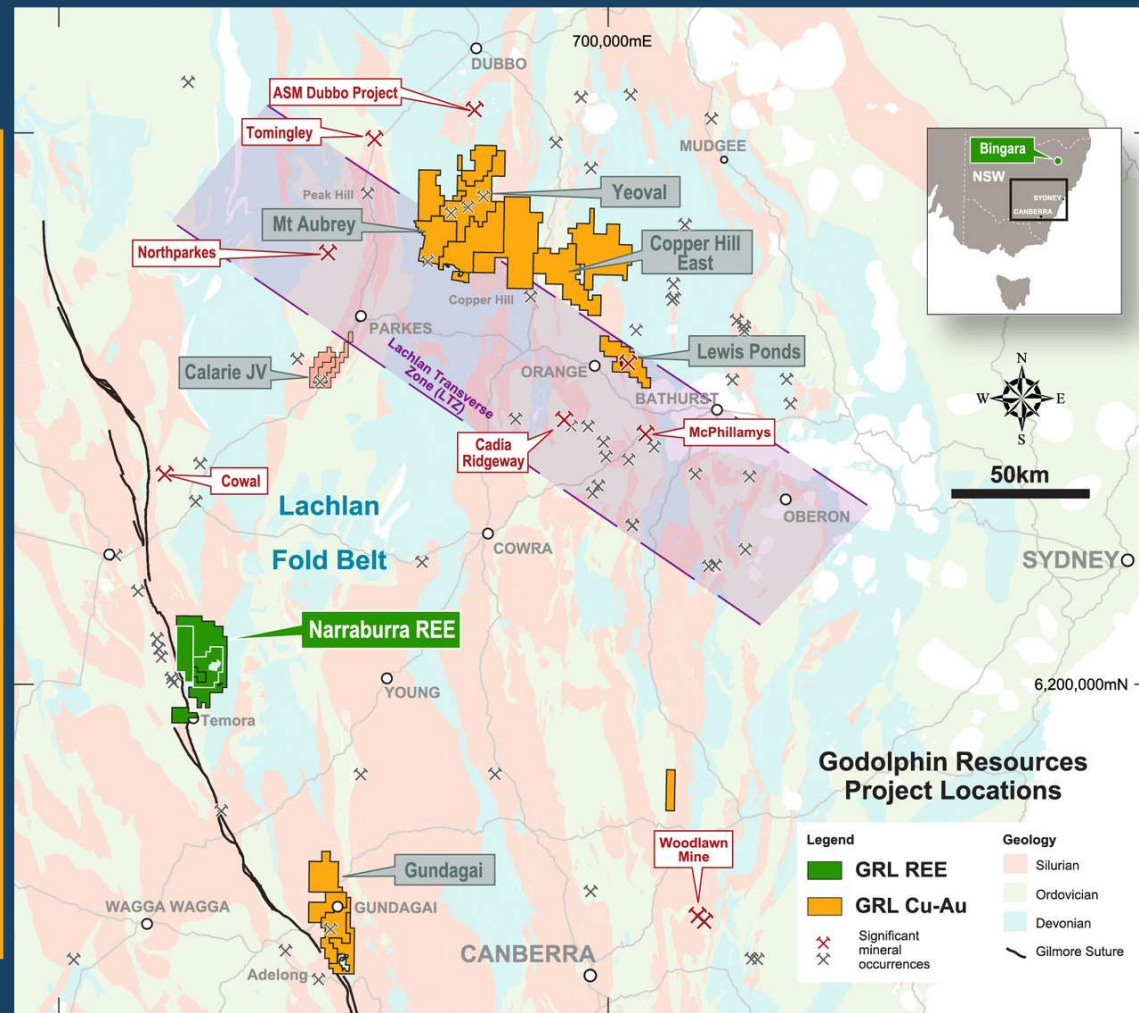 700,000mE
DUBBO
ASM Dubbo Project
Tomingley
MUDGEE
Bingara
NSW
SYDNEY
CANBERRA
Peak Hill
Yeoval
Mt Aubrey
Northparkes
Copper Hill
East
Copper Hill
PARKES
Lachlan Transverse
Zone (LTZ)
Calarie JV
ORANGE
Lewis Ponds
BATHURST
N
W
E
S
Cadia
Ridgeway
McPhillamys
50km
Cowal
OBERON
Lachlan
Fold Belt
COWRA
SYDNEY
Narraburra REE
YOUNG
6,200,000mN
Temora
Godolphin Resources
Project Locations
Woodlawn
Mine
Legend
GRL REE
GRL Cu-Au
Significant
mineral
occurrences
Geology
Silurian
Ordovician
Devonian
Gilmore Suture
Gundagai
WAGGA WAGGA
GUNDAGAI
CANBERRA
Adelong